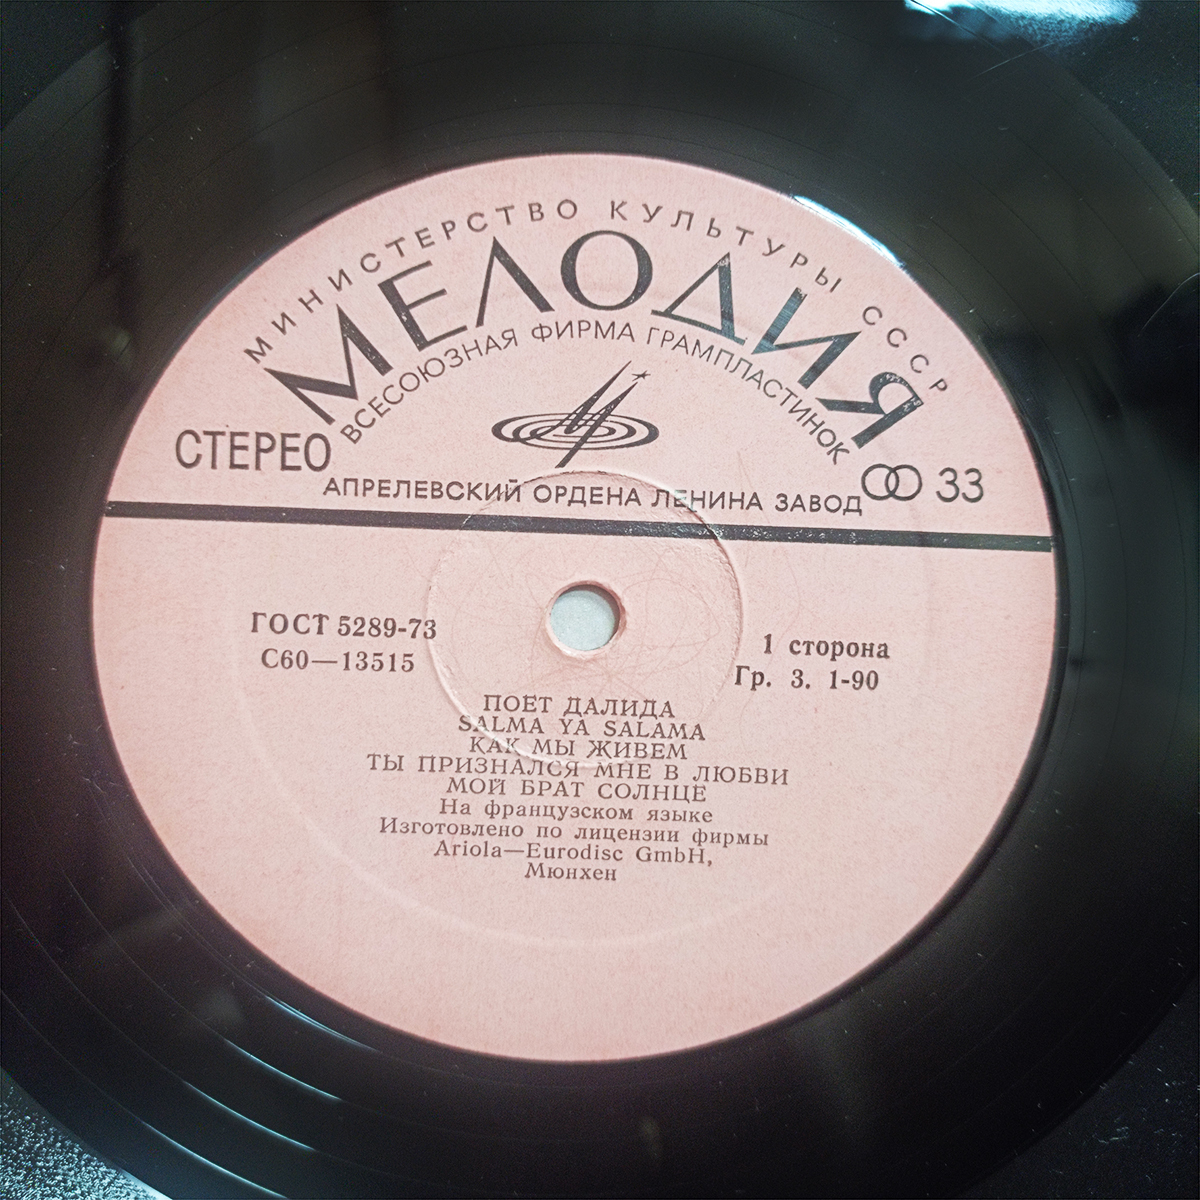 МИНИСТЕРСТВО КУЛЬТУРЫ СССР
МЕЛОДИЯ
ВСЕСОЮЗНАЯ ФИРМА ГРАМПЛАСТИНОК
СТЕРЕО
33
АПРЕЛЕВСКИЙ ОРДЕНА ЛЕНИНА ЗАВОД
ГОСТ 5289-73
С60—13515
1 сторона
Гр. 3. 1-90
ПОЕТ ДАЛИДА
SALMA YA SALAMA
КАК МЫ ЖИВЕМ
ТЫ ПРИЗНАЛСЯ МНЕ В ЛЮБВИ
МОЙ БРАТ СОЛНЦЕ
На французском языке
Изготовлено по лицензии фирмы
Ariola—Eurodisc GmbH,
Мюнхен